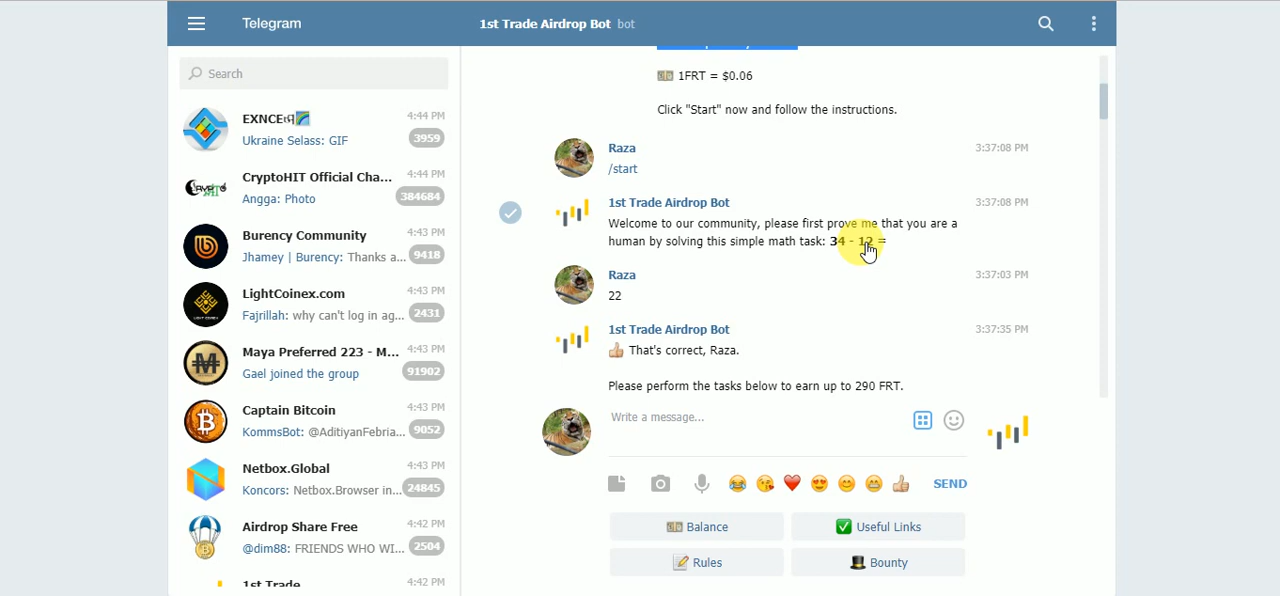 Telegram
1st Trade Airdrop Bot bot
Search
EXNCE
4:44 PM
Ukraine Selass: GIF
3959
CryptoHIT Official Cha...
4:44 PM
Angga: Photo
384684
Burency Community
4:43 PM
Jhamey | Burency: Thanks a...
9418
LightCoinex.com
4:43 PM
Fajrillah: why can't log in ag...
2431
Maya Preferred 223 - M...
4:43 PM
Gael joined the group
91902
Captain Bitcoin
4:43 PM
KommsBot: @AditiyanFebria...
9052
Netbox.Global
4:43 PM
Koncors: Netbox.Browser in...
24845
Airdrop Share Free
4:42 PM
@dim88: FRIENDS WHO WI...
2504
1st Trade
4:42 PM
1FRT = $0.06
Click "Start" now and follow the instructions.
Raza
3:37:08 PM
/start
1st Trade Airdrop Bot
3:37:08 PM
Welcome to our community, please first prove me that you are a
human by solving this simple math task: 34 - 12 =
Raza
3:37:03 PM
22
1st Trade Airdrop Bot
3:37:35 PM
👍 That's correct, Raza.
Please perform the tasks below to earn up to 290 FRT.
Write a message...
SEND
Balance
Useful Links
Rules
Bounty